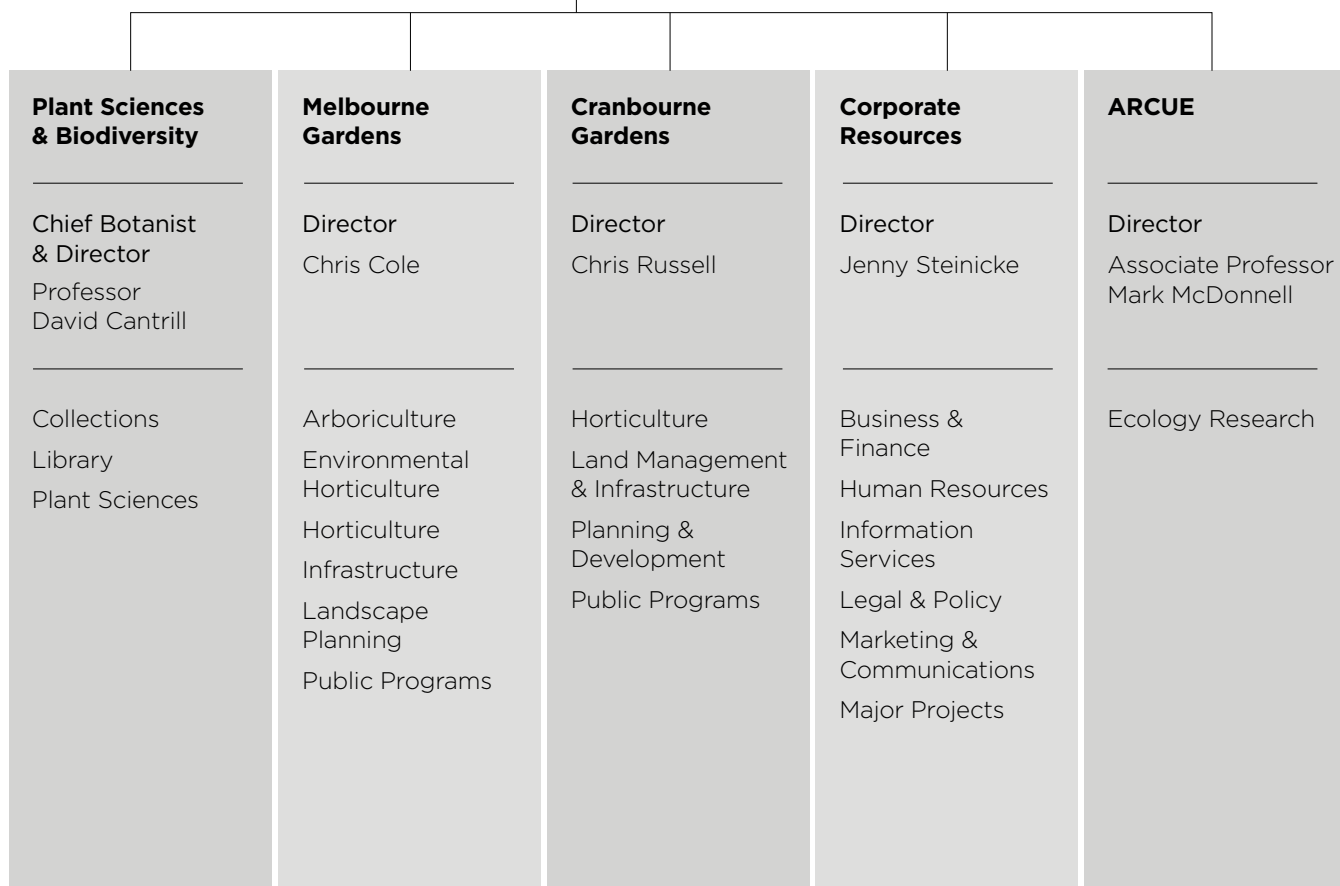 Plant Sciences
& Biodiversity
Chief Botanist
& Director
Professor
David Cantrill
Collections
Library
Plant Sciences
Melbourne
Gardens
Director
Chris Cole
Arboriculture
Environmental
Horticulture
Horticulture
Infrastructure
Landscape
Planning
Public Programs
Cranbourne
Gardens
Director
Chris Russell
Horticulture
Land Management
& Infrastructure
Planning &
Development
Public Programs
Corporate
Resources
Director
Jenny Steinicke
Business &
Finance
Human Resources
Information
Services
Legal & Policy
Marketing &
Communications
Major Projects
ARCUE
Director
Associate Professor
Mark McDonnell
Ecology Research